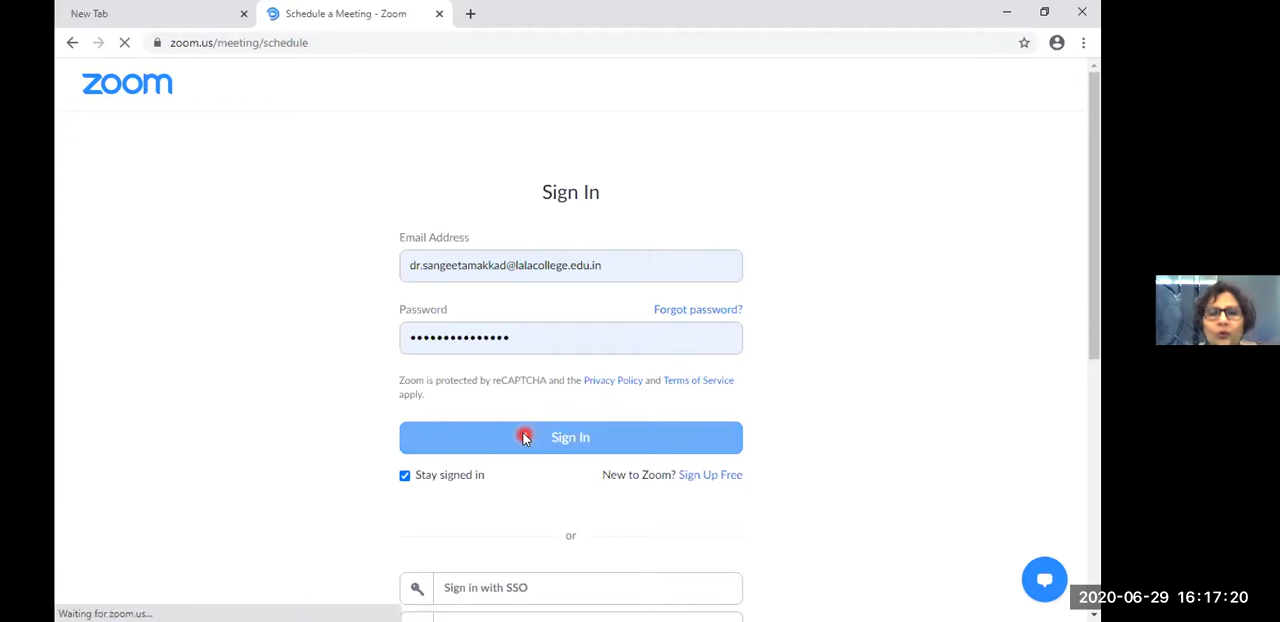 New Tab
Schedule a Meeting - Zoom
zoom.us/meeting/schedule
zoom
Sign In
Email Address
dr.sangeetamakkad@lalacollege.edu.in
Password Forgot password?
•••••••••••••••
Zoom is protected by reCAPTCHA and the Privacy Policy and Terms of Service
apply.
Sign In
Stay signed in New to Zoom? Sign Up Free
or
Sign in with SSO
Waiting for zoom.us...
2020-06-29 16:17:20